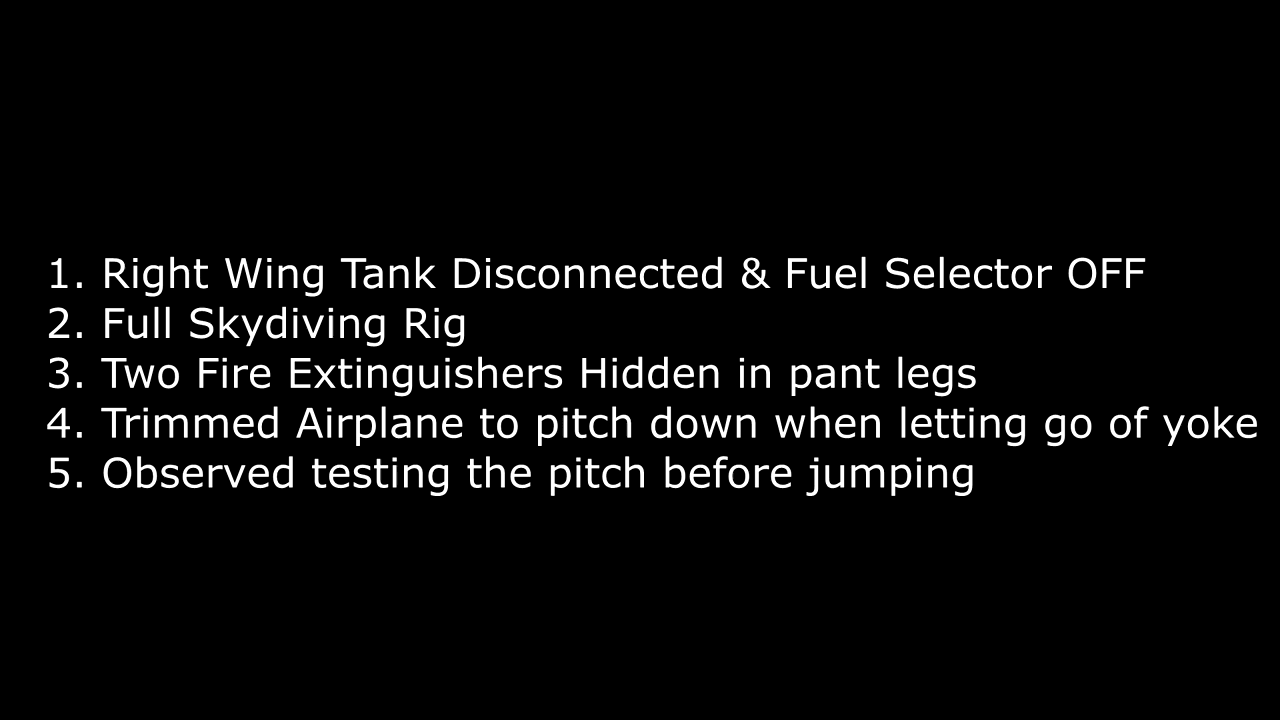 1. Right Wing Tank Disconnected & Fuel Selector OFF
2. Full Skydiving Rig
3. Two Fire Extinguishers Hidden in pant legs
4. Trimmed Airplane to pitch down when letting go of yoke
5. Observed testing the pitch before jumping